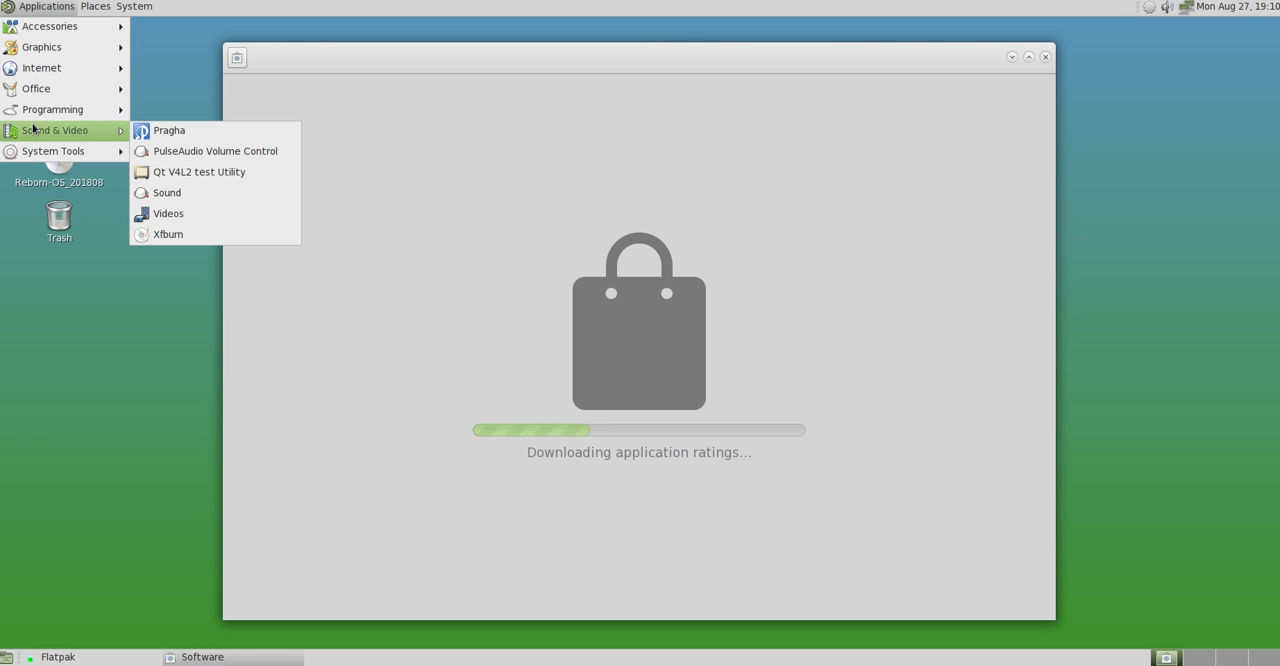 Applications Places System
Mon Aug 27, 19:10
Accessories
Graphics
Internet
Office
Programming
Sound & Video
System Tools
Pragha
PulseAudio Volume Control
Qt V4L2 test Utility
Sound
Videos
Xfburn
Reborn-OS_201808
Trash
Downloading application ratings...
Flatpak
Software